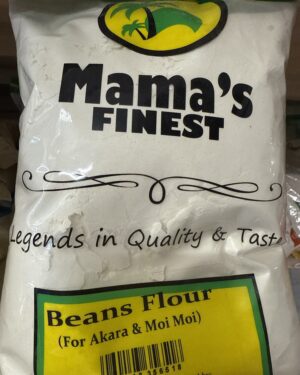 Mama's
FINEST
Legends in Quality & Taste
Beans Flour
(For Akara & Moi Moi)